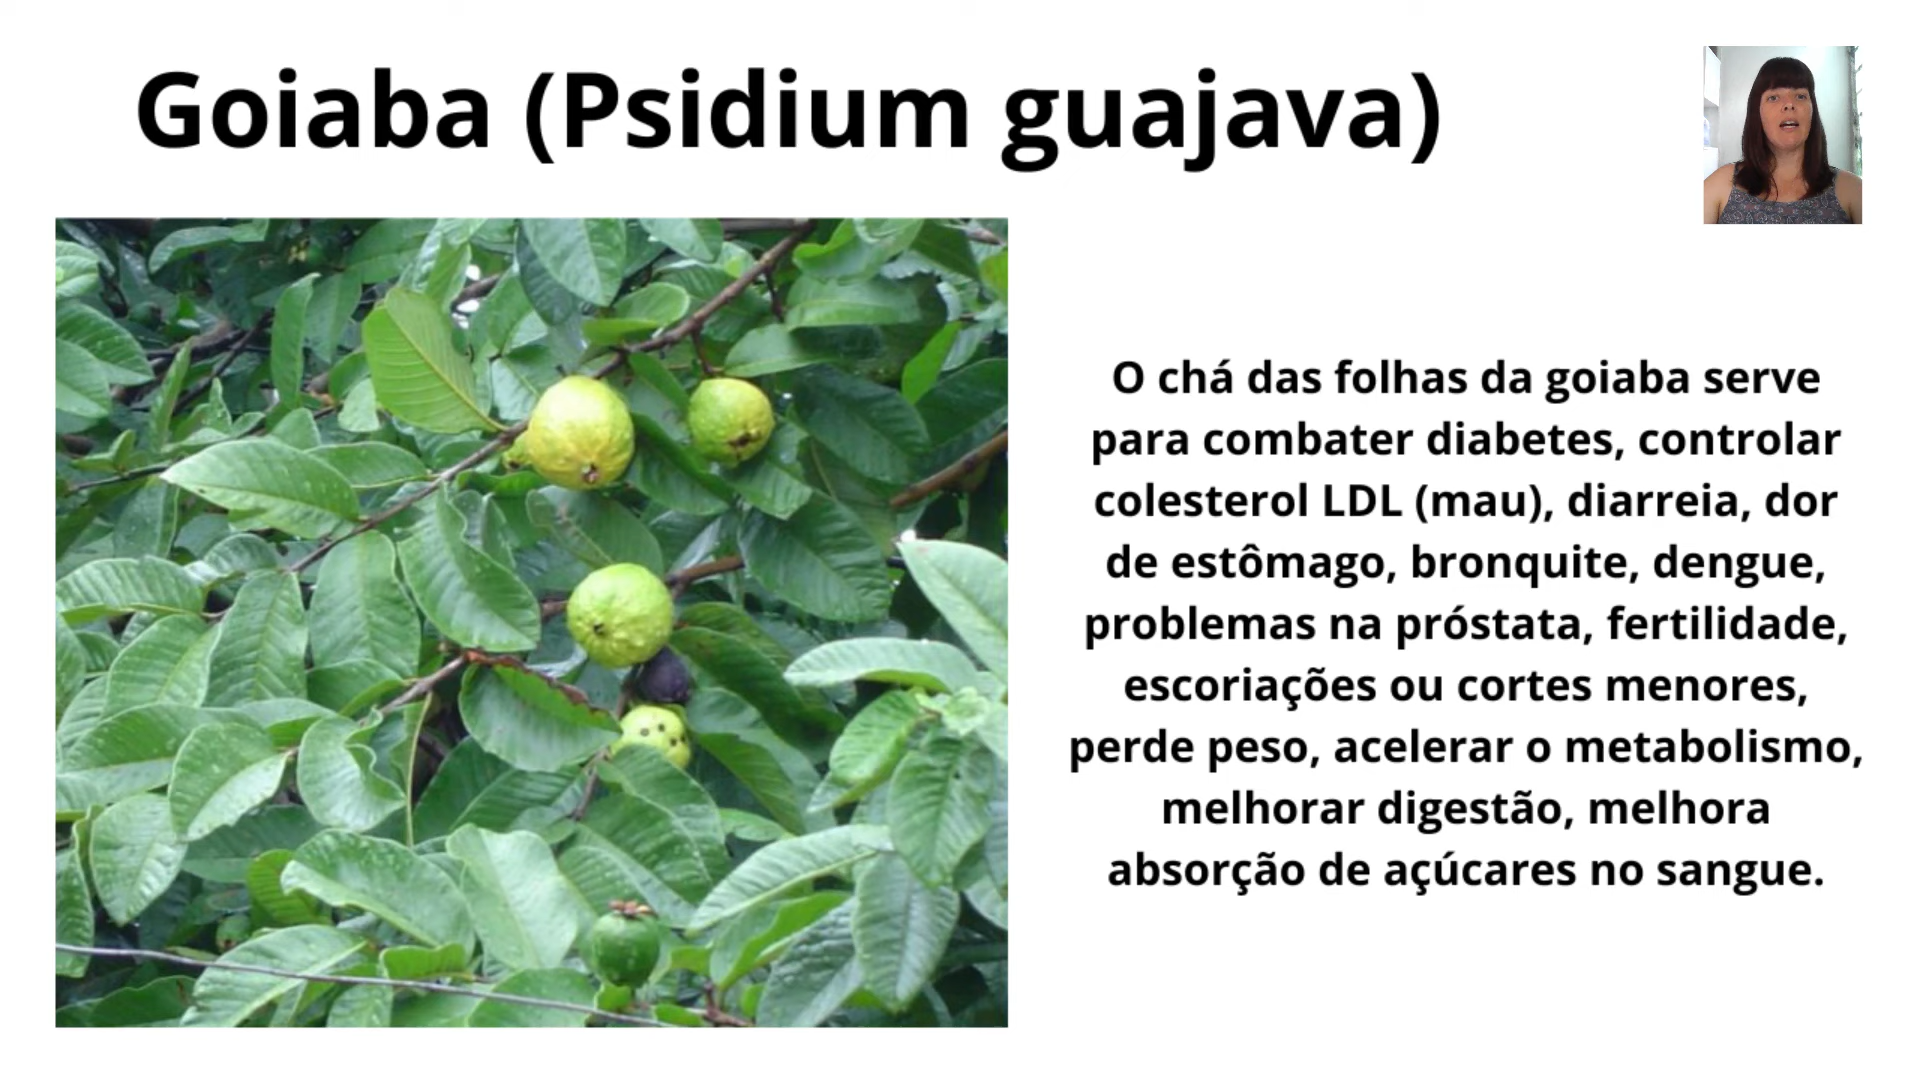 Goiaba (Psidium guajava)
O chá das folhas da goiaba serve
para combater diabetes, controlar
colesterol LDL (mau), diarreia, dor
de estômago, bronquite, dengue,
problemas na próstata, fertilidade,
escoriações ou cortes menores,
perde peso, acelerar o metabolismo,
melhorar digestão, melhora
absorção de açúcares no sangue.